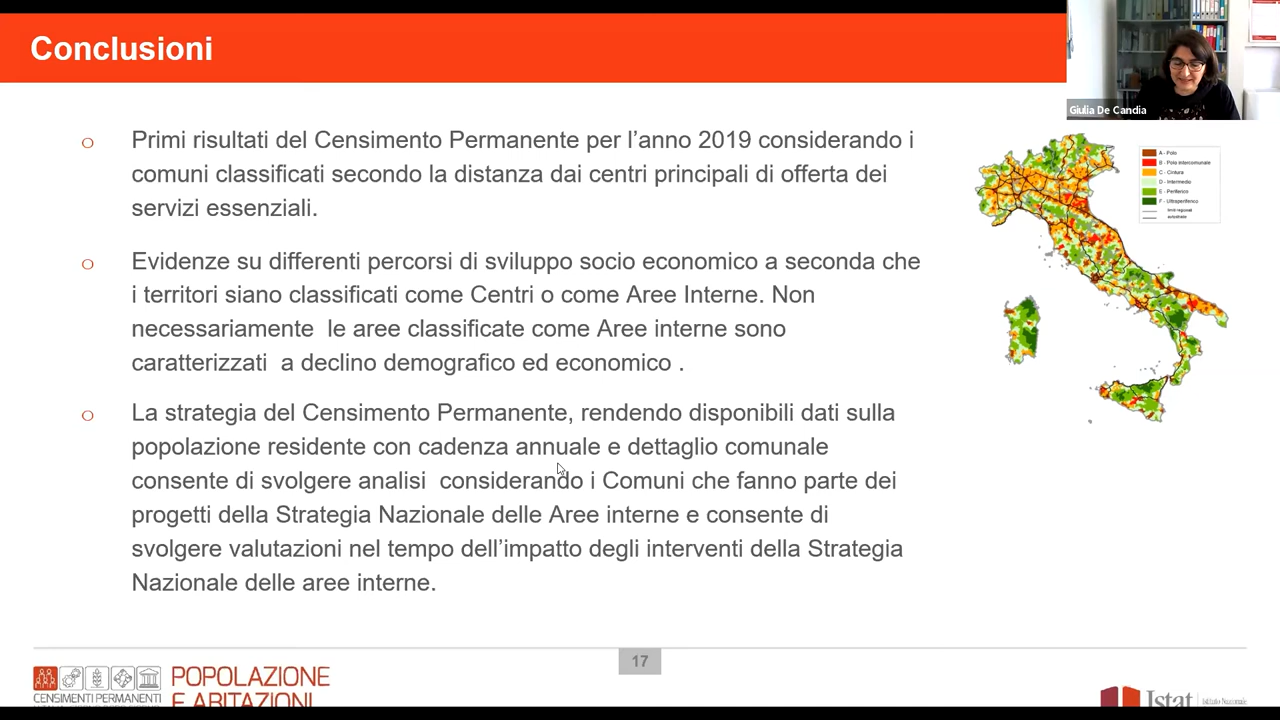 Conclusioni
Giulia De Candia
o Primi risultati del Censimento Permanente per l’anno 2019 considerando i
comuni classificati secondo la distanza dai centri principali di offerta dei
servizi essenziali.
o Evidenze su differenti percorsi di sviluppo socio economico a seconda che
i territori siano classificati come Centri o come Aree Interne. Non
necessariamente le aree classificate come Aree interne sono
caratterizzati a declino demografico ed economico .
o La strategia del Censimento Permanente, rendendo disponibili dati sulla
popolazione residente con cadenza annuale e dettaglio comunale
consente di svolgere analisi considerando i Comuni che fanno parte dei
progetti della Strategia Nazionale delle Aree interne e consente di
svolgere valutazioni nel tempo dell’impatto degli interventi della Strategia
Nazionale delle aree interne.
A - Polo
B - Polo intercomunale
C - Cintura
D - Intermedio
E - Periferico
F - Ultraperiferico
limiti regionali
autostrade
17
CENSIMENTI PERMANENTI
POPOLAZIONE
E ABITAZIONI
Istat